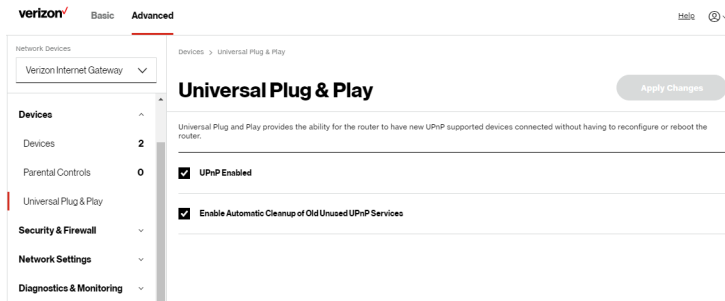 verizon
Basic
Advanced
Help
Network Devices
Verizon Internet Gateway
Devices
Devices 2
Parental Controls 0
Universal Plug & Play
Security & Firewall
Network Settings
Diagnostics & Monitoring
Devices > Universal Plug & Play
Universal Plug & Play
Apply Changes
Universal Plug and Play provides the ability for the router to have new UPnP supported devices connected without having to reconfigure or reboot the
router.
UPnP Enabled
Enable Automatic Cleanup of Old Unused UPnP Services